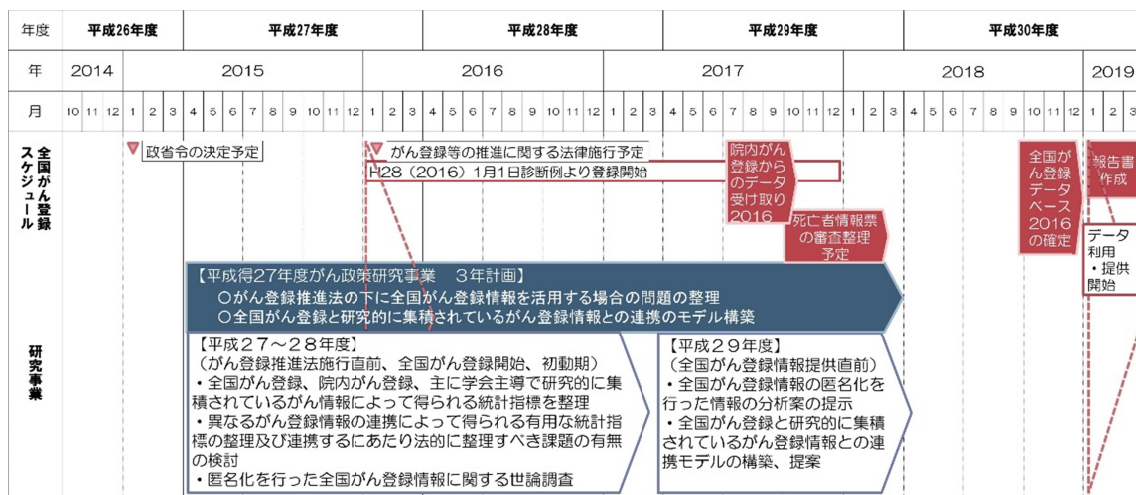 年度 平成26年度 平成27年度 平成28年度 平成29年度 平成30年度
年 2014 2015 2016 2017 2018 2019
月 10 11 12 1 2 3 4 5 6 7 8 9 10 11 12 1 2 3 4 5 6 7 8 9 10 11 12 1 2 3 4 5 6 7 8 9 10 11 12 1 2 3 4 5 6 7 8 9 10 11 12 1 2 3
全国がん登録
スケジュール
政省令の決定予定
がん登録等の推進に関する法律施行予定
H28(2016)1月1日診断例より登録開始
院内がん
登録から
のデータ
受け取り
2016
死亡者情報票
の審査整理
予定
全国が
ん登録
データ
ベース
2016
の確定
報告書
作成
データ
利用
・提供
開始
研究事業
【平成得27年度がん政策研究事業 3年計画】
○がん登録推進法の下に全国がん登録情報を活用する場合の問題の整理
○全国がん登録と研究的に集積されているがん登録情報との連携のモデル構築
【平成27~28年度】
(がん登録推進法施行直前、全国がん登録開始、初動期)
・全国がん登録、院内がん登録、主に学会主導で研究的に集
積されているがん情報によって得られる統計指標を整理
・異なるがん登録情報の連携によって得られる有用な統計指
標の整理及び連携するにあたり法的に整理すべき課題の有無
の検討
・匿名化を行った全国がん登録情報に関する世論調査
【平成29年度】
(全国がん登録情報提供直前)
・全国がん登録情報の匿名化を
行った情報の分析案の提示
・全国がん登録と研究的に集積
されているがん登録情報との連
携モデルの構築、提案